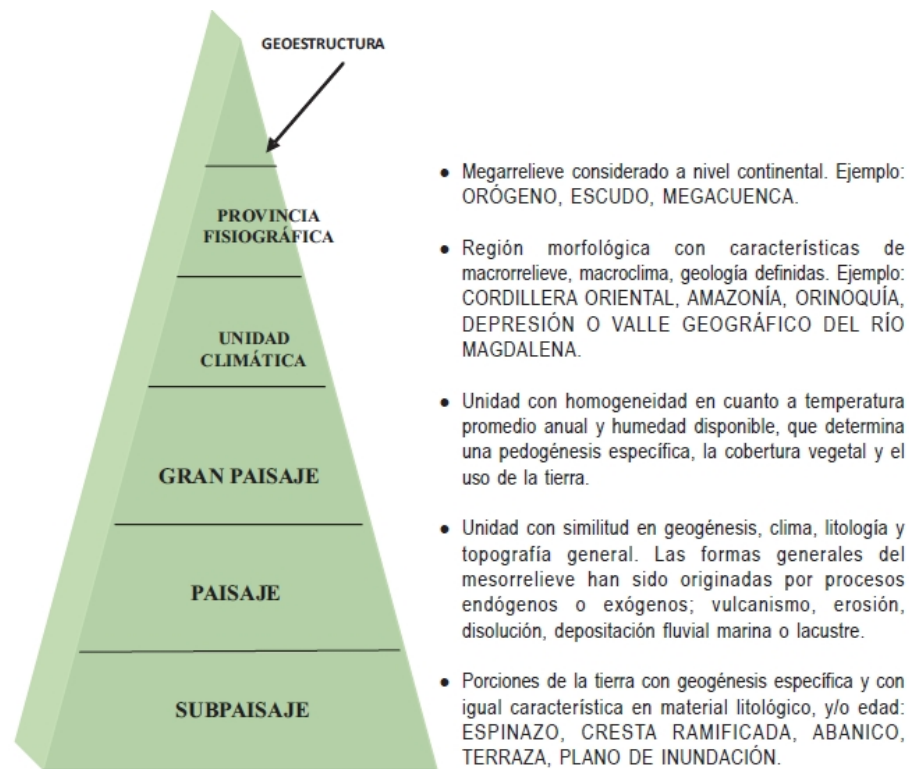 GEOESTRUCTURA
PROVINCIA
FISIOGRÁFICA
UNIDAD
CLIMÁTICA
GRAN PAISAJE
PAISAJE
SUBPAISAJE
● Megarrelieve considerado a nivel continental. Ejemplo:
ORÓGENO, ESCUDO, MEGACUENCA.
● Región morfológica con características de
macrorrelieve, macroclima, geología definidas. Ejemplo:
CORDILLERA ORIENTAL, AMAZONÍA, ORINOQUÍA,
DEPRESIÓN O VALLE GEOGRÁFICO DEL RÍO
MAGDALENA.
● Unidad con homogeneidad en cuanto a temperatura
promedio anual y humedad disponible, que determina
una pedogénesis específica, la cobertura vegetal y el
uso de la tierra.
● Unidad con similitud en geogénesis, clima, litología y
topografía general. Las formas generales del
mesorrelieve han sido originadas por procesos
endógenos o exógenos; vulcanismo, erosión,
disolución, depositación fluvial marina o lacustre.
● Porciones de la tierra con geogénesis específica y con
igual característica en material litológico, y/o edad:
ESPINAZO, CRESTA RAMIFICADA, ABANICO,
TERRAZA, PLANO DE INUNDACIÓN.